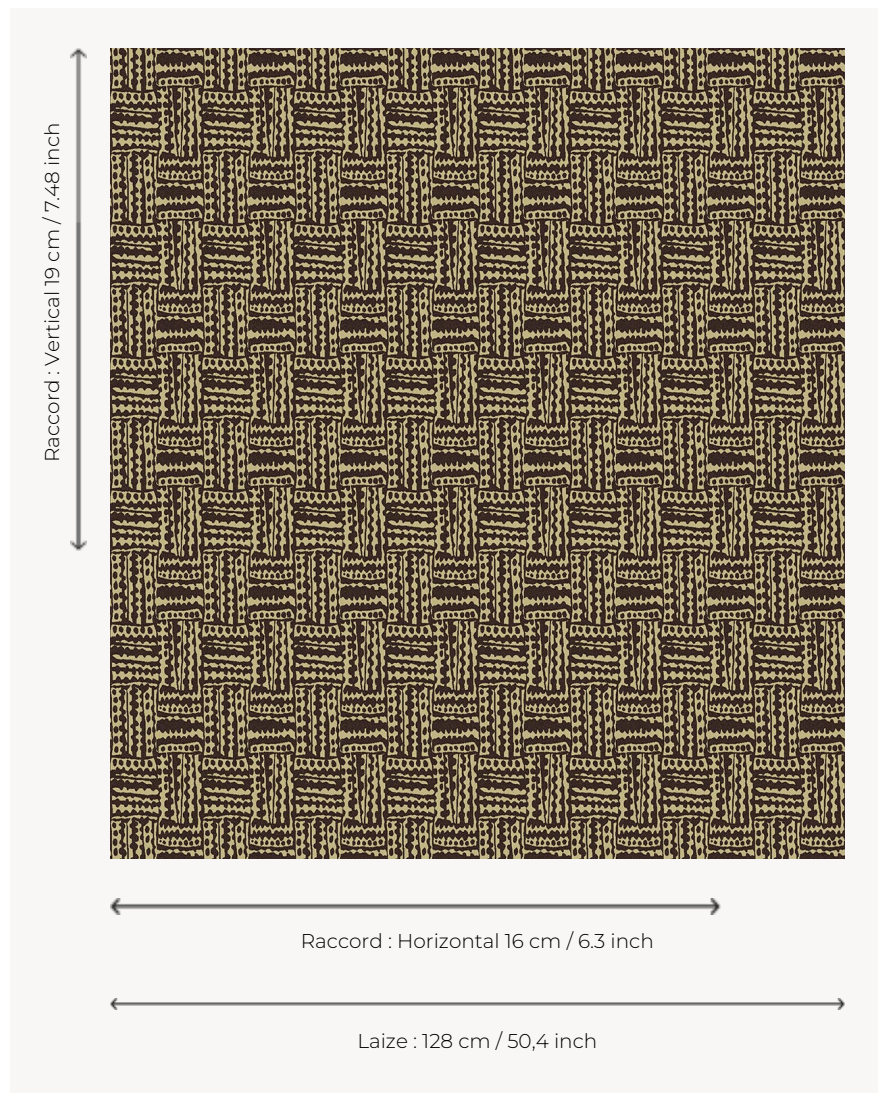 Raccord : Vertical 19 cm / 7.48 inch
Raccord : Horizontal 16 cm / 6.3 inch
Laize : 128 cm / 50,4 inch